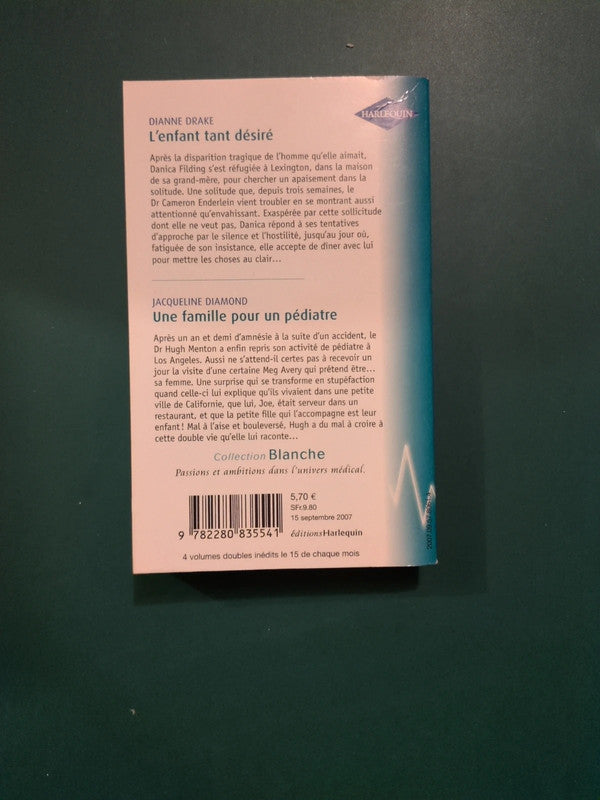 HARLEQUIN
DIANNE DRAKE
L'enfant tant désiré
Après la disparition tragique de l'homme qu'elle aimait,
Danica Filding s'est réfugiée à Lexington, dans la maison
de sa grand-mère, pour chercher un apaisement dans la
solitude. Une solitude que, depuis trois semaines, le
Dr Cameron Enderlein vient troubler en se montrant aussi
attentionné qu'envahissant. Exaspérée par cette sollicitude
dont elle ne veut pas, Danica répond à ses tentatives
d'approche par le silence et l'hostilité, jusqu'au jour où,
fatiguée de son insistance, elle accepte de dîner avec lui
pour mettre les choses au clair...
JACQUELINE DIAMOND
Une famille pour un pédiatre
Après un an et demi d'amnésie à la suite d'un accident, le
Dr Hugh Menton a enfin repris son activité de pédiatre à
Los Angeles. Aussi ne s'attend-il certes pas à recevoir un
jour la visite d'une certaine Meg Avery qui prétend être...
sa femme. Une surprise qui se transforme en stupéfaction
quand celle-ci lui explique qu'ils vivaient dans une petite
ville de Californie, que lui, Joe, était serveur dans un
restaurant, et que la petite fille qui l'accompagne est leur
enfant ! Mal à l'aise et bouleversé, Hugh a du mal à croire à
cette double vie qu'elle lui raconte...
Collection Blanche
Passions et ambitions dans l'univers médical.
5,70 €
SFr.9.80
15 septembre 2007
éditions Harlequin
9 782280 835541
4 volumes doubles inédits le 15 de chaque mois